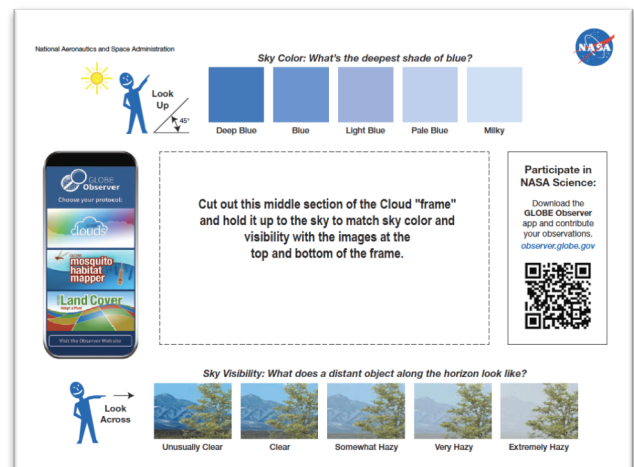 National Aeronautics and Space Administration
NASA
Sky Color: What's the deepest shade of blue?
Look
Up
45°
Deep Blue
Blue
Light Blue
Pale Blue
Milky
GLOBE
Observer
Choose your protocol:
clouds
mosquito
habitat
mapper
Land Cover
Visit the Observer Website
Cut out this middle section of the Cloud "frame"
and hold it up to the sky to match sky color and
visibility with the images at the
top and bottom of the frame.
Participate in
NASA Science:
Download the
GLOBE Observer
app and contribute
your observations.
observer.globe.gov
Sky Visibility: What does a distant object along the horizon look like?
Look
Across
Unusually Clear
Clear
Somewhat Hazy
Very Hazy
Extremely Hazy